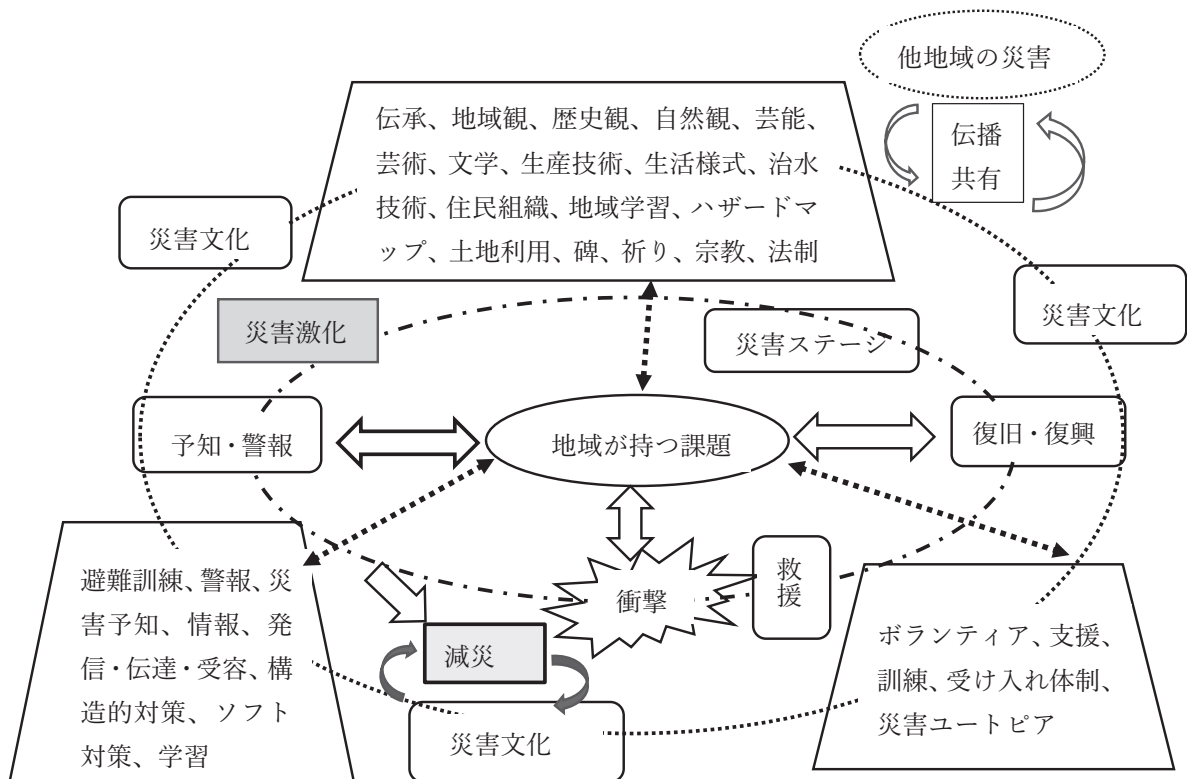 他地域の災害
伝播
共有
伝承、地域観、歴史観、自然観、芸能、
芸術、文学、生産技術、生活様式、治水
技術、住民組織、地域学習、ハザードマ
ップ、土地利用、碑、祈り、宗教、法制
災害文化
災害文化
災害激化
災害ステージ
予知・警報
地域が持つ課題
復旧・復興
避難訓練、警報、災
害予知、情報、発
信・伝達・受容、構
造的対策、ソフト
対策、学習
衝撃
救
援
減災
災害文化
ボランティア、支援、
訓練、受け入れ体制、
災害ユートピア